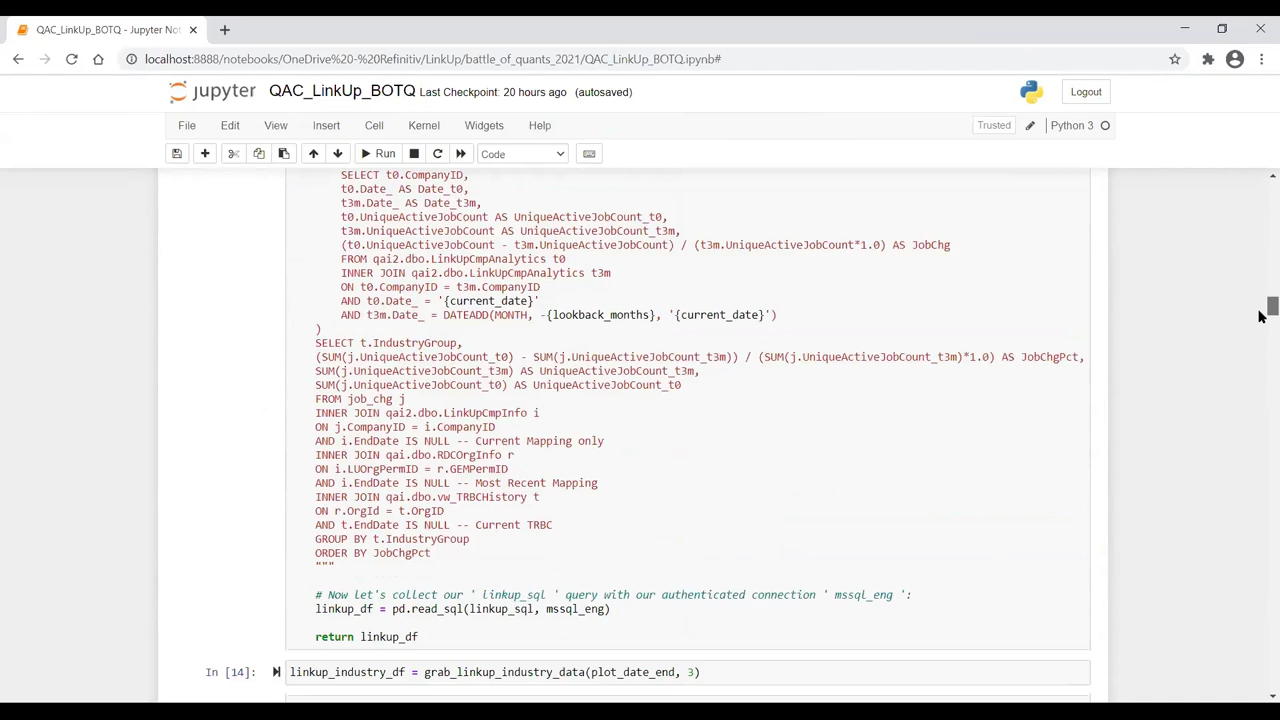 QAC_LinkUp_BOTQ - Jupyter Not
localhost:8888/notebooks/OneDrive%20-%20Refinitiv/LinkUp/battle_of_quants_2021/QAC_LinkUp_BOTQ.ipynb#
jupyter QAC_LinkUp_BOTQ Last Checkpoint: 20 hours ago (autosaved) Logout
File Edit View Insert Cell Kernel Widgets Help Trusted Python 3
Run Code
SELECT t0.CompanyID,
t0.Date_ AS Date_t0,
t3m.Date_ AS Date_t3m,
t0.UniqueActiveJobCount AS UniqueActiveJobCount_t0,
t3m.UniqueActiveJobCount AS UniqueActiveJobCount_t3m,
(t0.UniqueActiveJobCount - t3m.UniqueActiveJobCount) / (t3m.UniqueActiveJobCount*1.0) AS JobChg
FROM qai2.dbo.LinkUpCmpAnalytics t0
INNER JOIN qai2.dbo.LinkUpCmpAnalytics t3m
ON t0.CompanyID = t3m.CompanyID
AND t0.Date_ = '{current_date}'
AND t3m.Date_ = DATEADD(MONTH, -{lookback_months}, '{current_date}')
)
SELECT t.IndustryGroup,
(SUM(j.UniqueActiveJobCount_t0) - SUM(j.UniqueActiveJobCount_t3m)) / (SUM(j.UniqueActiveJobCount_t3m)*1.0) AS JobChgPct,
SUM(j.UniqueActiveJobCount_t3m) AS UniqueActiveJobCount_t3m,
SUM(j.UniqueActiveJobCount_t0) AS UniqueActiveJobCount_t0
FROM job_chg j
INNER JOIN qai2.dbo.LinkUpCmpInfo i
ON j.CompanyID = i.CompanyID
AND i.EndDate IS NULL -- Current Mapping only
INNER JOIN qai.dbo.RDCOrgInfo r
ON i.LUOrgPermID = r.GEMPermID
AND i.EndDate IS NULL -- Most Recent Mapping
INNER JOIN qai.dbo.vw_TRBCHistory t
ON r.OrgId = t.OrgID
AND t.EndDate IS NULL -- Current TRBC
GROUP BY t.IndustryGroup
ORDER BY JobChgPct
"""
# Now let's collect our ' linkup_sql ' query with our authenticated connection ' mssql_eng ':
linkup_df = pd.read_sql(linkup_sql, mssql_eng)
return linkup_df
In [14]: linkup_industry_df = grab_linkup_industry_data(plot_date_end, 3)